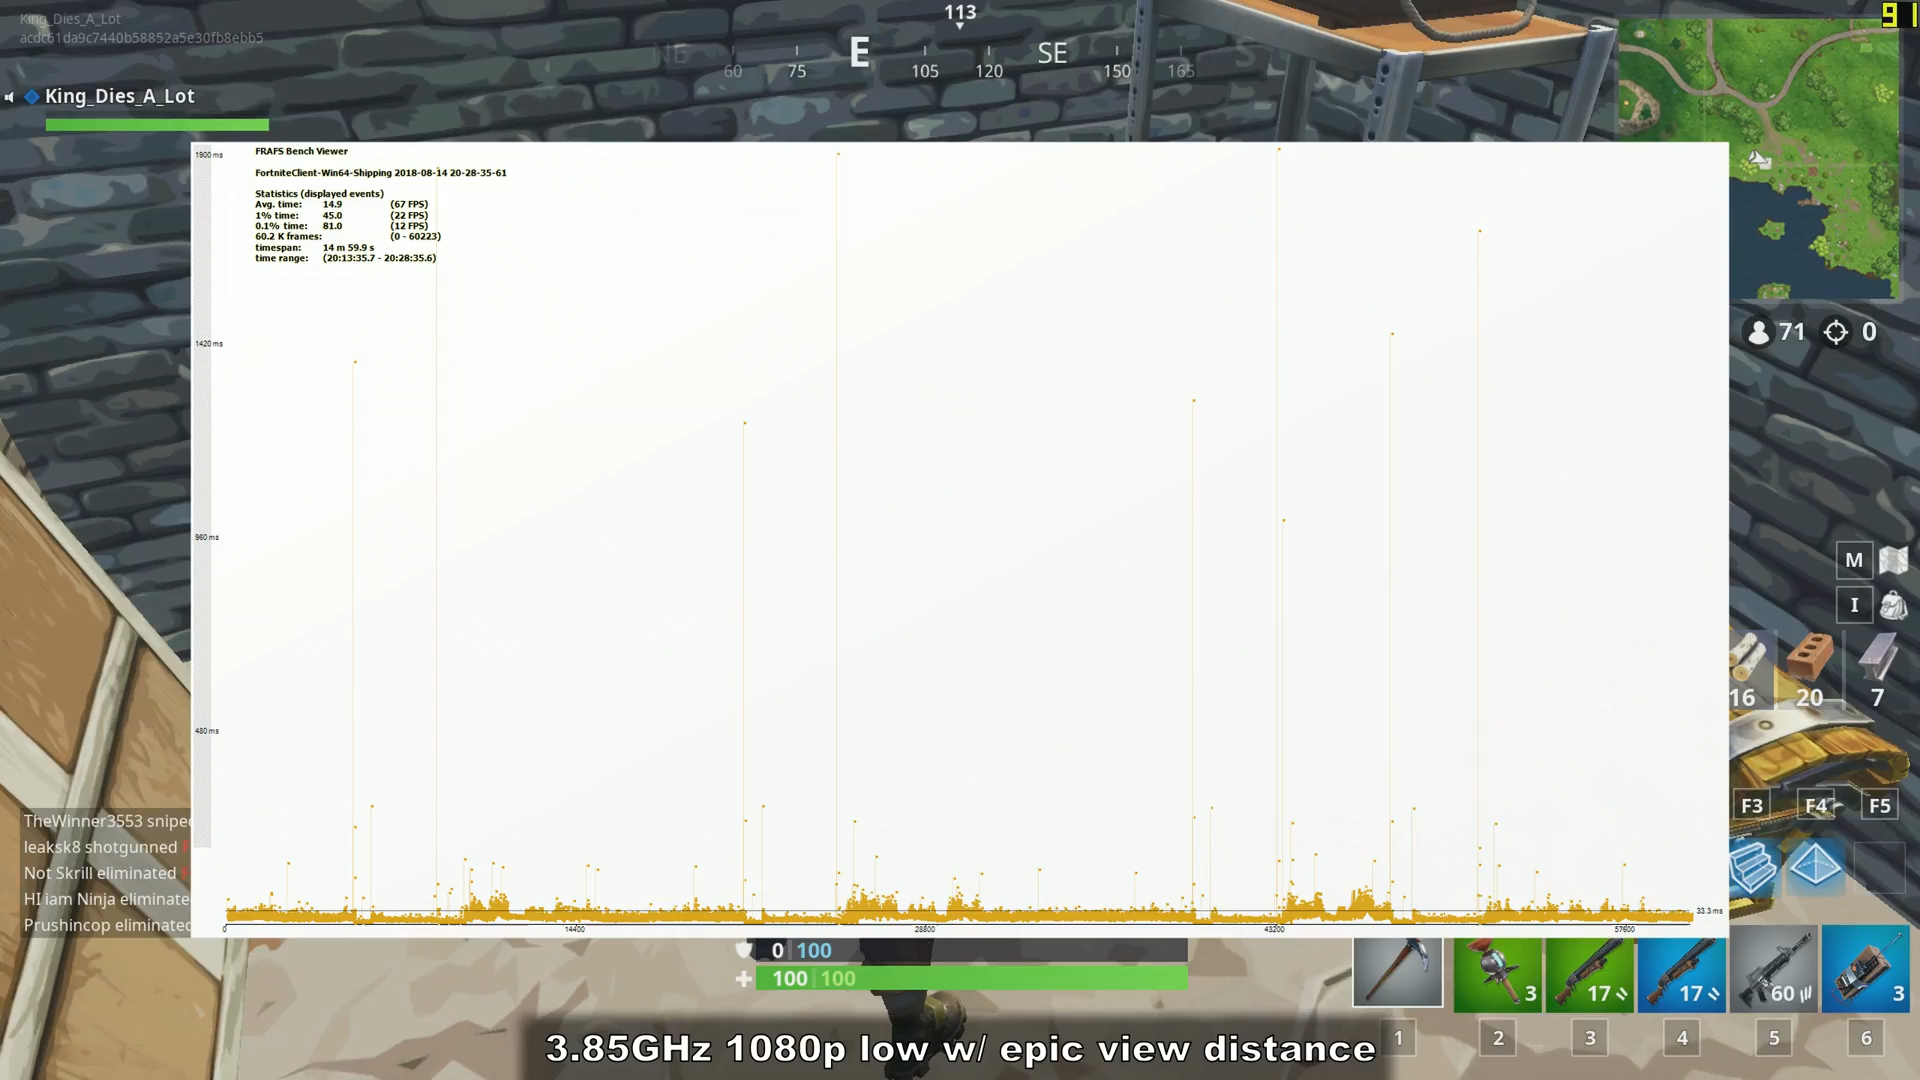 King_Dies_A_Lot
acdc61da9c7440b58852a5e30fb8ebb5
113
91
NE 60 75 E 105 120 SE 150 165 S
King_Dies_A_Lot
FRAFS Bench Viewer
FortniteClient-Win64-Shipping 2018-08-14 20-28-35-61
Statistics (displayed events)
Avg. time: 14.9 (67 FPS)
1% time: 45.0 (22 FPS)
0.1% time: 81.0 (12 FPS)
60.2 K frames: (0 - 60223)
timespan: 14 m 59.9 s
time range: (20:13:35.7 - 20:28:35.6)
1900 ms
1420 ms
960 ms
480 ms
33.3 ms
0 14400 28800 43200 57600
71 0
M
I
16 20 7
F3 F4 F5
TheWinner3553 sniped
leaksk8 shotgunned
Not Skrill eliminated
HI iam Ninja eliminate
Prushincop eliminated
0 100
100 100
3 17 17 60 3
1 2 3 4 5 6
3.85GHz 1080p low w/ epic view distance